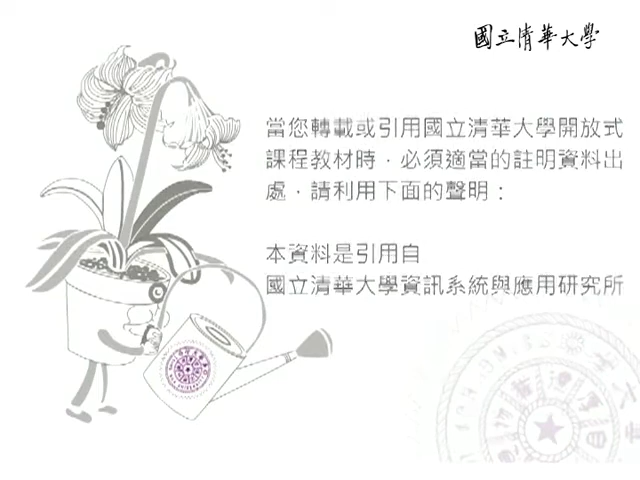 國立清華大學
當您轉載或引用國立清華大學開放式
課程教材時，必須適當的註明資料出
處，請利用下面的聲明：
本資料是引用自
國立清華大學資訊系統與應用研究所